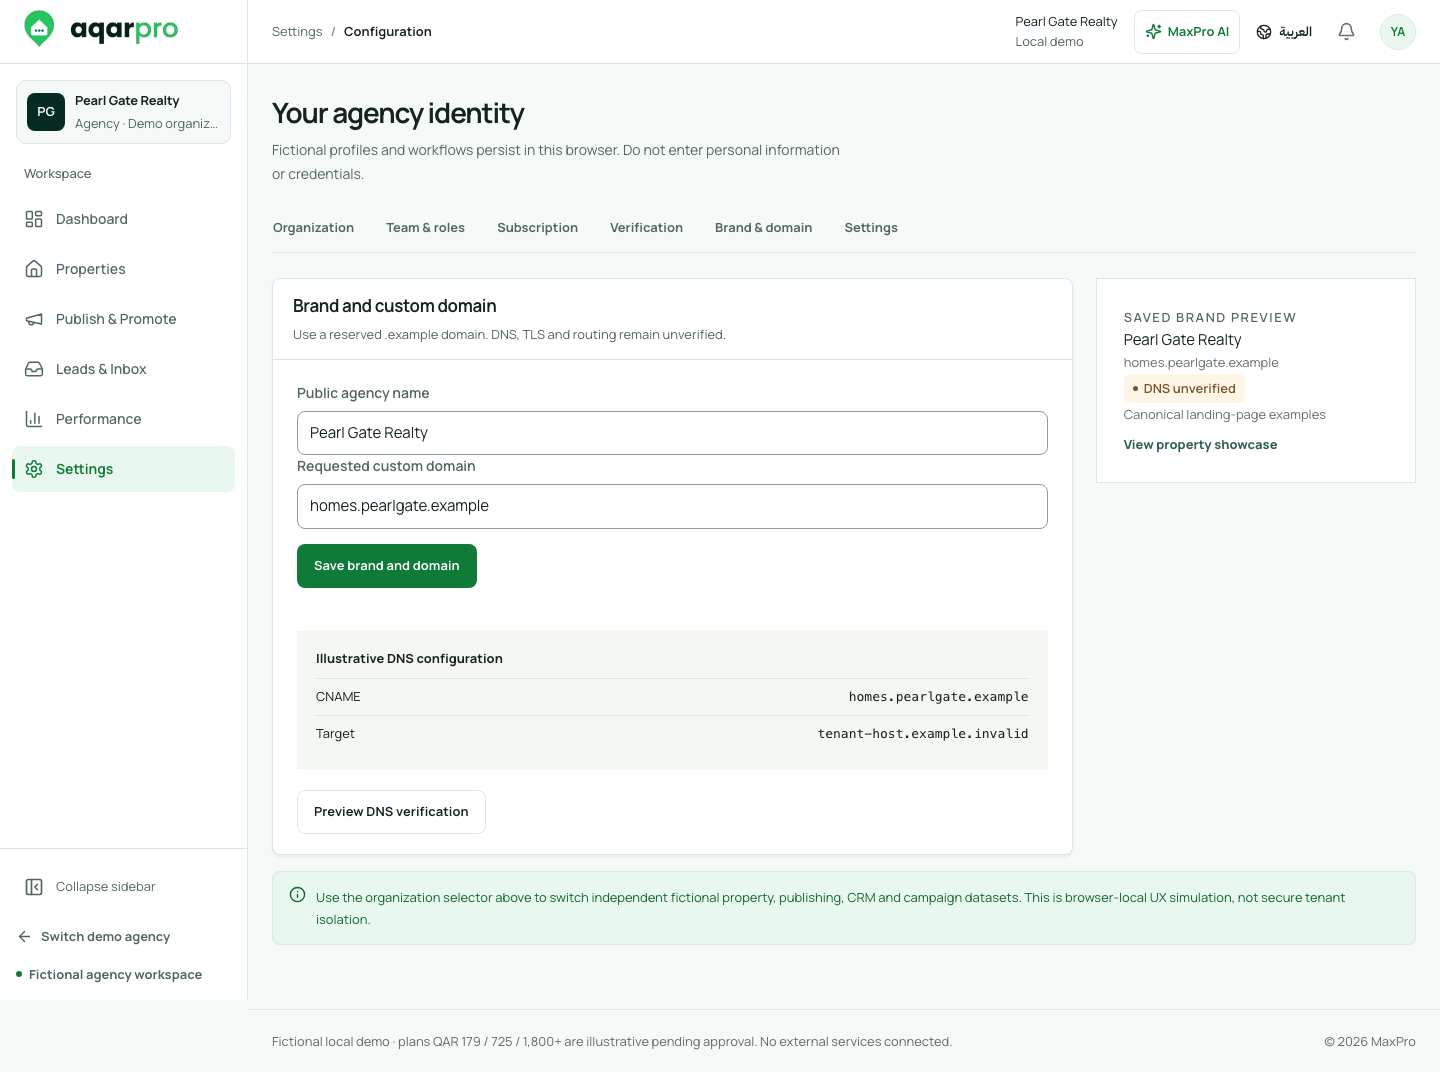 aqarpro
Settings / Configuration
Pearl Gate Realty
Local demo
MaxPro AI
العربية
YA
PG
Pearl Gate Realty
Agency · Demo organiz...
Workspace
Dashboard
Properties
Publish & Promote
Leads & Inbox
Performance
Settings
Collapse sidebar
Switch demo agency
Fictional agency workspace
Your agency identity
Fictional profiles and workflows persist in this browser. Do not enter personal information
or credentials.
Organization Team & roles Subscription Verification Brand & domain Settings
Brand and custom domain
Use a reserved .example domain. DNS, TLS and routing remain unverified.
Public agency name
Pearl Gate Realty
Requested custom domain
homes.pearlgate.example
Save brand and domain
Illustrative DNS configuration
CNAME homes.pearlgate.example
Target tenant-host.example.invalid
Preview DNS verification
SAVED BRAND PREVIEW
Pearl Gate Realty
homes.pearlgate.example
DNS unverified
Canonical landing-page examples
View property showcase
Use the organization selector above to switch independent fictional property, publishing, CRM and campaign datasets. This is browser-local UX simulation, not secure tenant
isolation.
Fictional local demo · plans QAR 179 / 725 / 1,800+ are illustrative pending approval. No external services connected.
© 2026 MaxPro